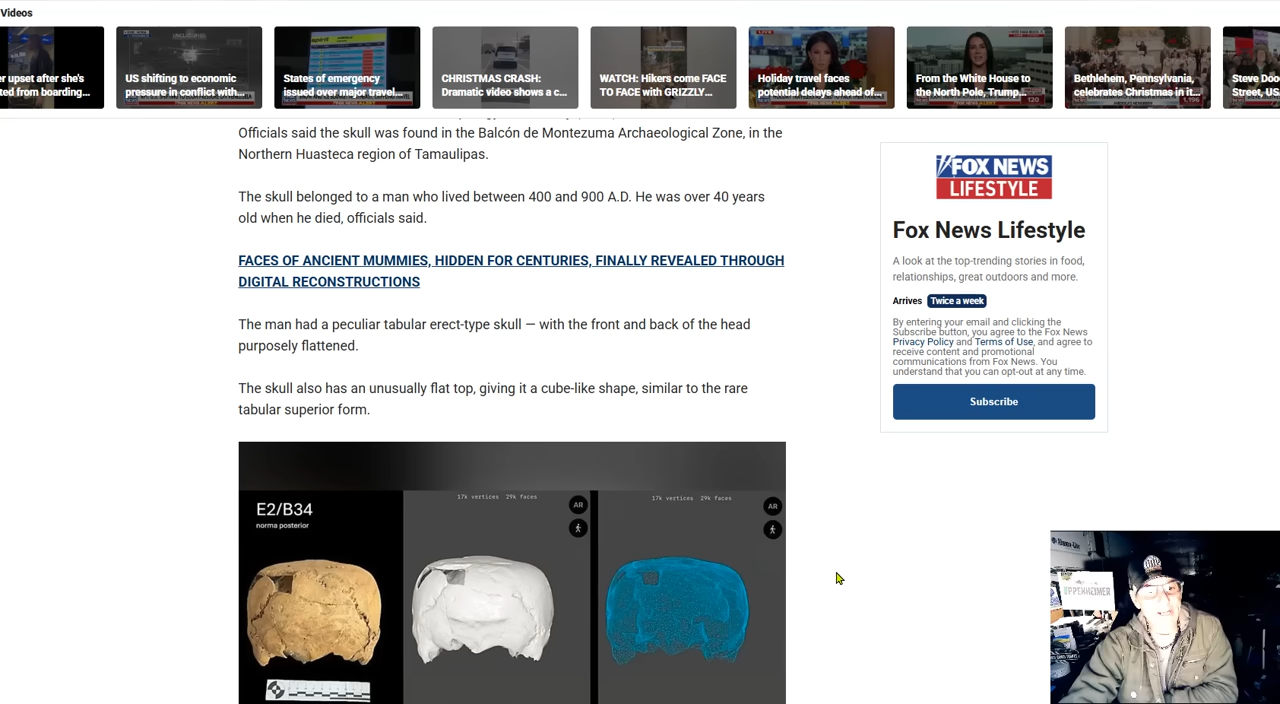 Videos
er upset after she's
ted from boarding...
US shifting to economic
pressure in conflict with...
States of emergency
issued over major travel...
CHRISTMAS CRASH:
Dramatic video shows a c...
WATCH: Hikers come FACE
TO FACE with GRIZZLY...
LIVE
Holiday travel faces
potential delays ahead of...
From the White House to
the North Pole, Trump...
120
Bethlehem, Pennsylvania,
celebrates Christmas in it...
1,196
Steve Doo
Street, US
Officials said the skull was found in the Balcón de Montezuma Archaeological Zone, in the
Northern Huasteca region of Tamaulipas.
The skull belonged to a man who lived between 400 and 900 A.D. He was over 40 years
old when he died, officials said.
FACES OF ANCIENT MUMMIES, HIDDEN FOR CENTURIES, FINALLY REVEALED THROUGH
DIGITAL RECONSTRUCTIONS
The man had a peculiar tabular erect-type skull — with the front and back of the head
purposely flattened.
The skull also has an unusually flat top, giving it a cube-like shape, similar to the rare
tabular superior form.
E2/B34
norma posterior
17k vertices 29k faces
AR
17k vertices 29k faces
AR
FOX NEWS
LIFESTYLE
Fox News Lifestyle
A look at the top-trending stories in food,
relationships, great outdoors and more.
Arrives Twice a week
By entering your email and clicking the
Subscribe button, you agree to the Fox News
Privacy Policy and Terms of Use, and agree to
receive content and promotional
communications from Fox News. You
understand that you can opt-out at any time.
Subscribe
OPPENHEIMER